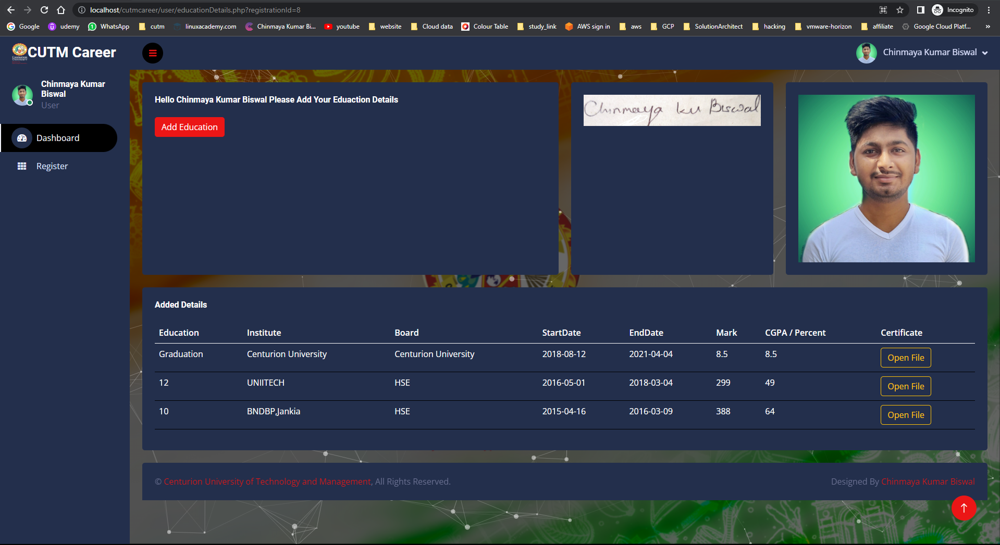 localhost/cutmcareer/user/educationDetails.php?registrationId=8
Incognito
Google udemy WhatsApp cutm linuxacademy.com Chinmaya Kumar Bi... youtube website Cloud data Colour Table study_link AWS sign in aws GCP SolutionArchitect hacking vmware-horizon affiliate Google Cloud Platf... »
CUTM Career
Chinmaya Kumar Biswal
Chinmaya Kumar
Biswal
User
Dashboard
Register
Hello Chinmaya Kumar Biswal Please Add Your Eduaction Details
Add Education
Chinmaya ku Biswal
Added Details
Education Institute Board StartDate EndDate Mark CGPA / Percent Certificate
Graduation Centurion University Centurion University 2018-08-12 2021-04-04 8.5 8.5 Open File
12 UNIITECH HSE 2016-05-01 2018-03-04 299 49 Open File
10 BNDBP,Jankia HSE 2015-04-16 2016-03-09 388 64 Open File
© Centurion University of Technology and Management, All Rights Reserved.
Designed By Chinmaya Kumar Biswal